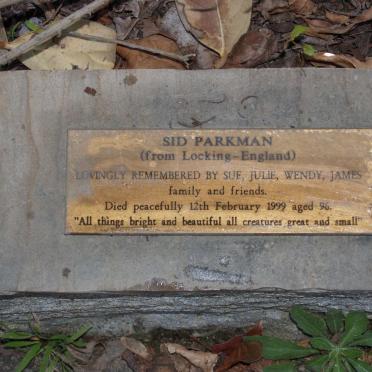 SID PARKMAN
(from Locking-England)
LOVINGLY REMEMBERED BY SUE, JULIE, WENDY, JAMES
family and friends.
Died peacefully 12th February 1999 aged 96.
"All things bright and beautiful all creatures great and small"